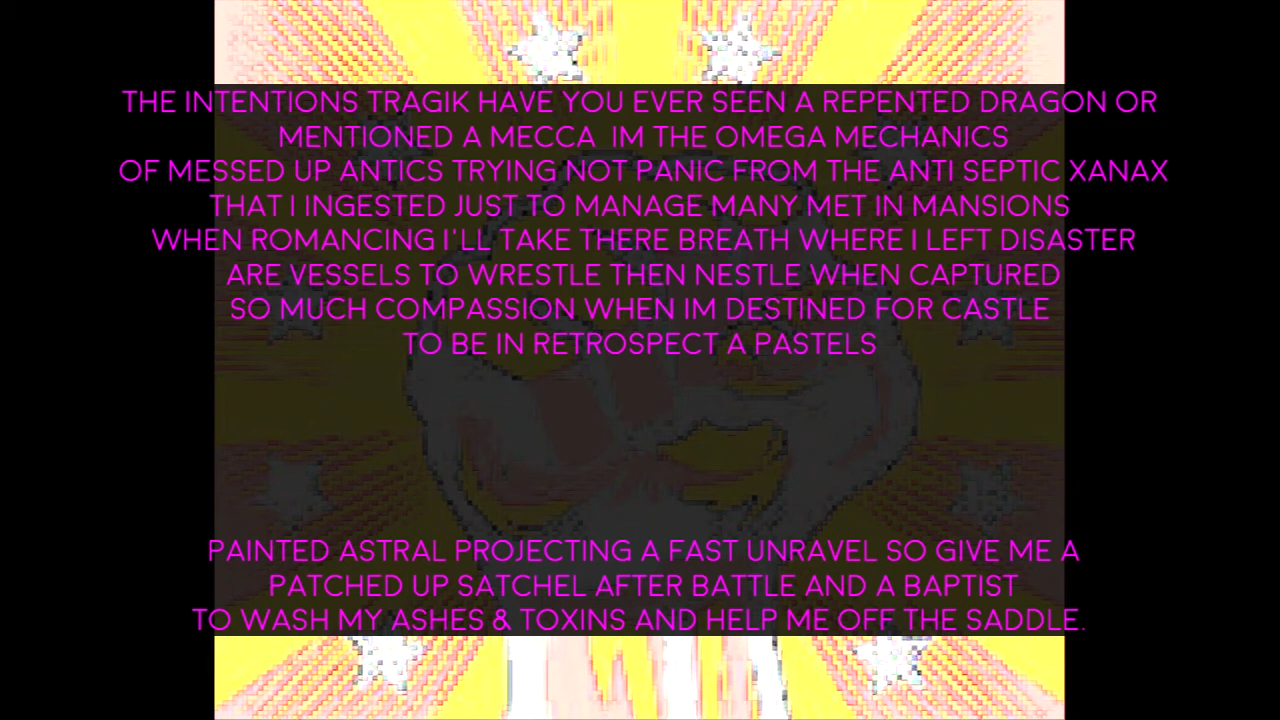 THE INTENTIONS TRAGIK HAVE YOU EVER SEEN A REPENTED DRAGON OR
MENTIONED A MECCA  IM THE OMEGA MECHANICS
OF MESSED UP ANTICS TRYING NOT PANIC FROM THE ANTI SEPTIC XANAX
THAT I INGESTED JUST TO MANAGE MANY MET IN MANSIONS
WHEN ROMANCING I'LL TAKE THERE BREATH WHERE I LEFT DISASTER
ARE VESSELS TO WRESTLE THEN NESTLE WHEN CAPTURED
SO MUCH COMPASSION WHEN IM DESTINED FOR CASTLE
TO BE IN RETROSPECT A PASTELS
PAINTED ASTRAL PROJECTING A FAST UNRAVEL SO GIVE ME A
PATCHED UP SATCHEL AFTER BATTLE AND A BAPTIST
TO WASH MY ASHES & TOXINS AND HELP ME OFF THE SADDLE.